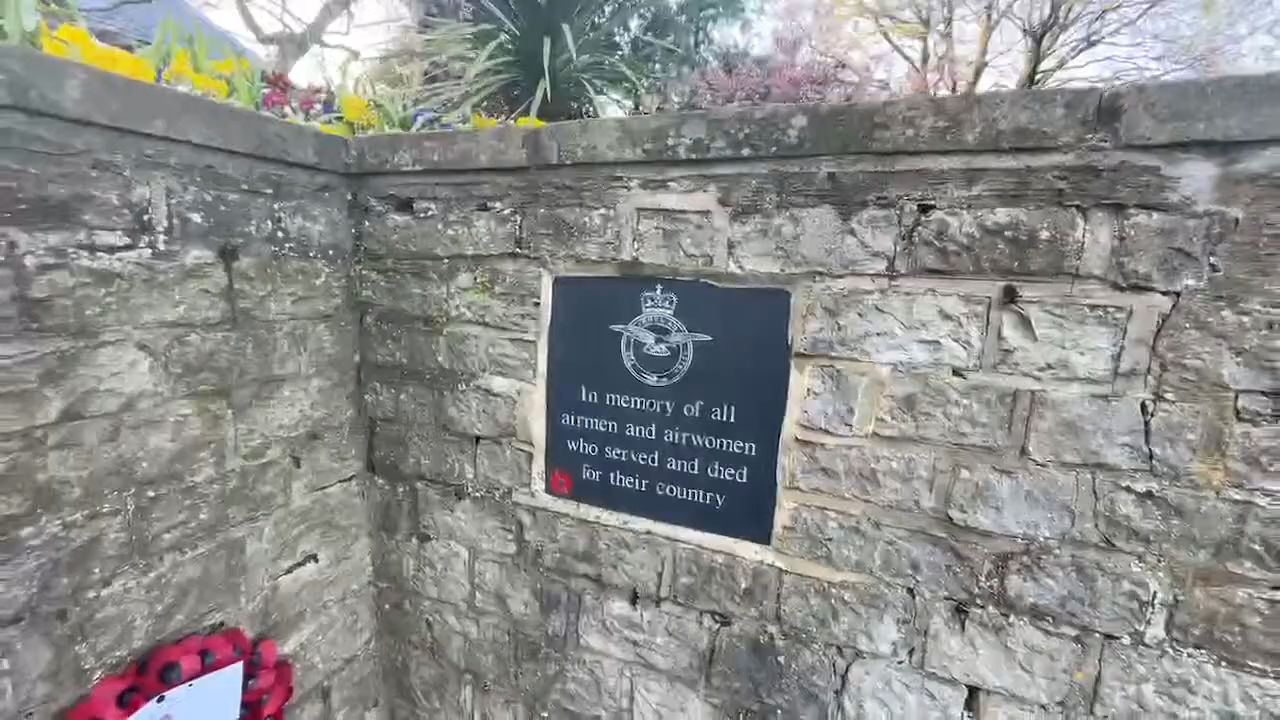 In memory of all
airmen and airwomen
who served and died
for their country